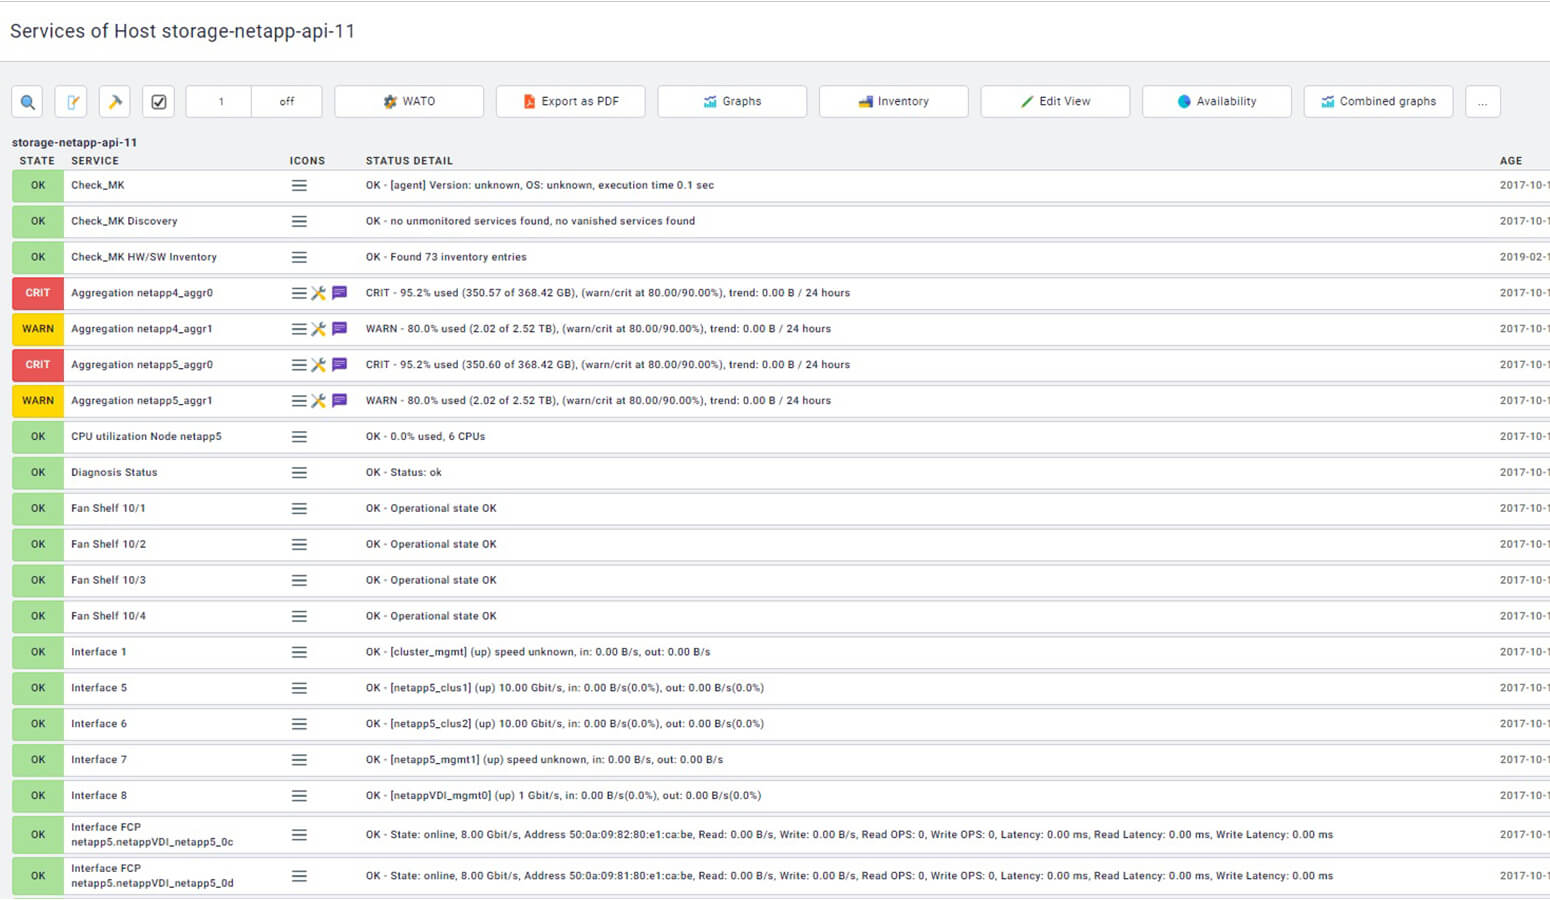 Services of Host storage-netapp-api-11
1 off WATO Export as PDF Graphs Inventory Edit View Availability Combined graphs ...
storage-netapp-api-11
STATE SERVICE ICONS STATUS DETAIL AGE
OK Check_MK OK - [agent] Version: unknown, OS: unknown, execution time 0.1 sec 2017-10-1
OK Check_MK Discovery OK - no unmonitored services found, no vanished services found 2017-10-1
OK Check_MK HW/SW Inventory OK - Found 73 inventory entries 2019-02-1
CRIT Aggregation netapp4_aggr0 CRIT - 95.2% used (350.57 of 368.42 GB), (warn/crit at 80.00/90.00%), trend: 0.00 B / 24 hours 2017-10-1
WARN Aggregation netapp4_aggr1 WARN - 80.0% used (2.02 of 2.52 TB), (warn/crit at 80.00/90.00%), trend: 0.00 B / 24 hours 2017-10-1
CRIT Aggregation netapp5_aggr0 CRIT - 95.2% used (350.60 of 368.42 GB), (warn/crit at 80.00/90.00%), trend: 0.00 B / 24 hours 2017-10-1
WARN Aggregation netapp5_aggr1 WARN - 80.0% used (2.02 of 2.52 TB), (warn/crit at 80.00/90.00%), trend: 0.00 B / 24 hours 2017-10-1
OK CPU utilization Node netapp5 OK - 0.0% used, 6 CPUs 2017-10-1
OK Diagnosis Status OK - Status: ok 2017-10-1
OK Fan Shelf 10/1 OK - Operational state OK 2017-10-1
OK Fan Shelf 10/2 OK - Operational state OK 2017-10-1
OK Fan Shelf 10/3 OK - Operational state OK 2017-10-1
OK Fan Shelf 10/4 OK - Operational state OK 2017-10-1
OK Interface 1 OK - [cluster_mgmt] (up) speed unknown, in: 0.00 B/s, out: 0.00 B/s 2017-10-1
OK Interface 5 OK - [netapp5_clus1] (up) 10.00 Gbit/s, in: 0.00 B/s(0.0%), out: 0.00 B/s(0.0%) 2017-10-1
OK Interface 6 OK - [netapp5_clus2] (up) 10.00 Gbit/s, in: 0.00 B/s(0.0%), out: 0.00 B/s(0.0%) 2017-10-1
OK Interface 7 OK - [netapp5_mgmt1] (up) speed unknown, in: 0.00 B/s, out: 0.00 B/s 2017-10-1
OK Interface 8 OK - [netappVDI_mgmt0] (up) 1 Gbit/s, in: 0.00 B/s(0.0%), out: 0.00 B/s(0.0%) 2017-10-1
Interface FCP
OK netapp5.netappVDI_netapp5_0c OK - State: online, 8.00 Gbit/s, Address 50:0a:09:82:80:e1:ca:be, Read: 0.00 B/s, Write: 0.00 B/s, Read OPS: 0, Write OPS: 0, Latency: 0.00 ms, Read Latency: 0.00 ms, Write Latency: 0.00 ms 2017-10-1
Interface FCP
OK netapp5.netappVDI_netapp5_0d OK - State: online, 8.00 Gbit/s, Address 50:0a:09:81:80:e1:ca:be, Read: 0.00 B/s, Write: 0.00 B/s, Read OPS: 0, Write OPS: 0, Latency: 0.00 ms, Read Latency: 0.00 ms, Write Latency: 0.00 ms 2017-10-1